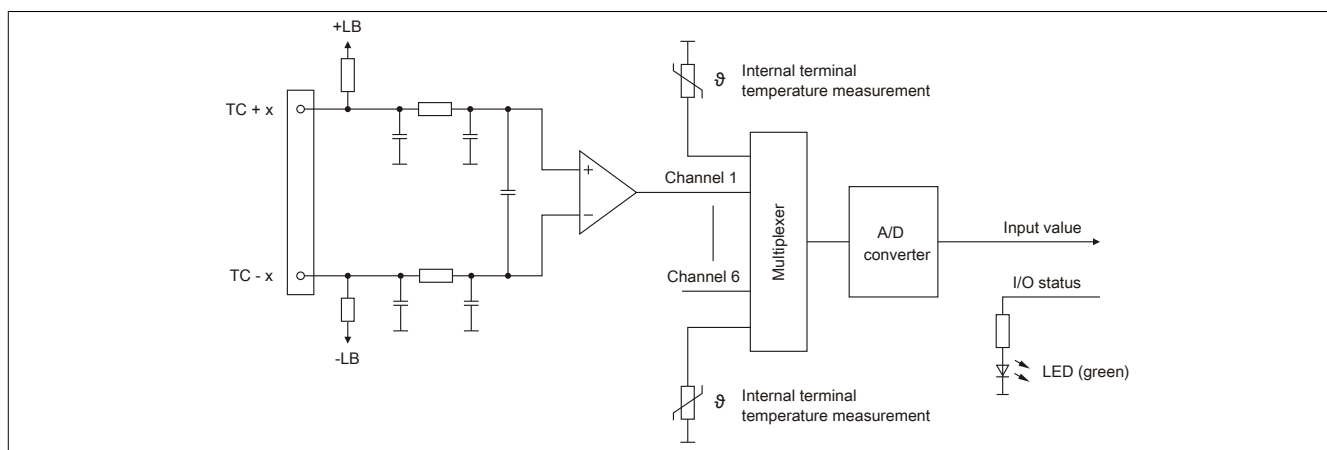 +LB
TC + x
TC - x
-LB
+
−
ϑ
Internal terminal
temperature measurement
Channel 1
Channel 6
Multiplexer
A/D
converter
Input value
I/O status
LED (green)
ϑ
Internal terminal
temperature measurement